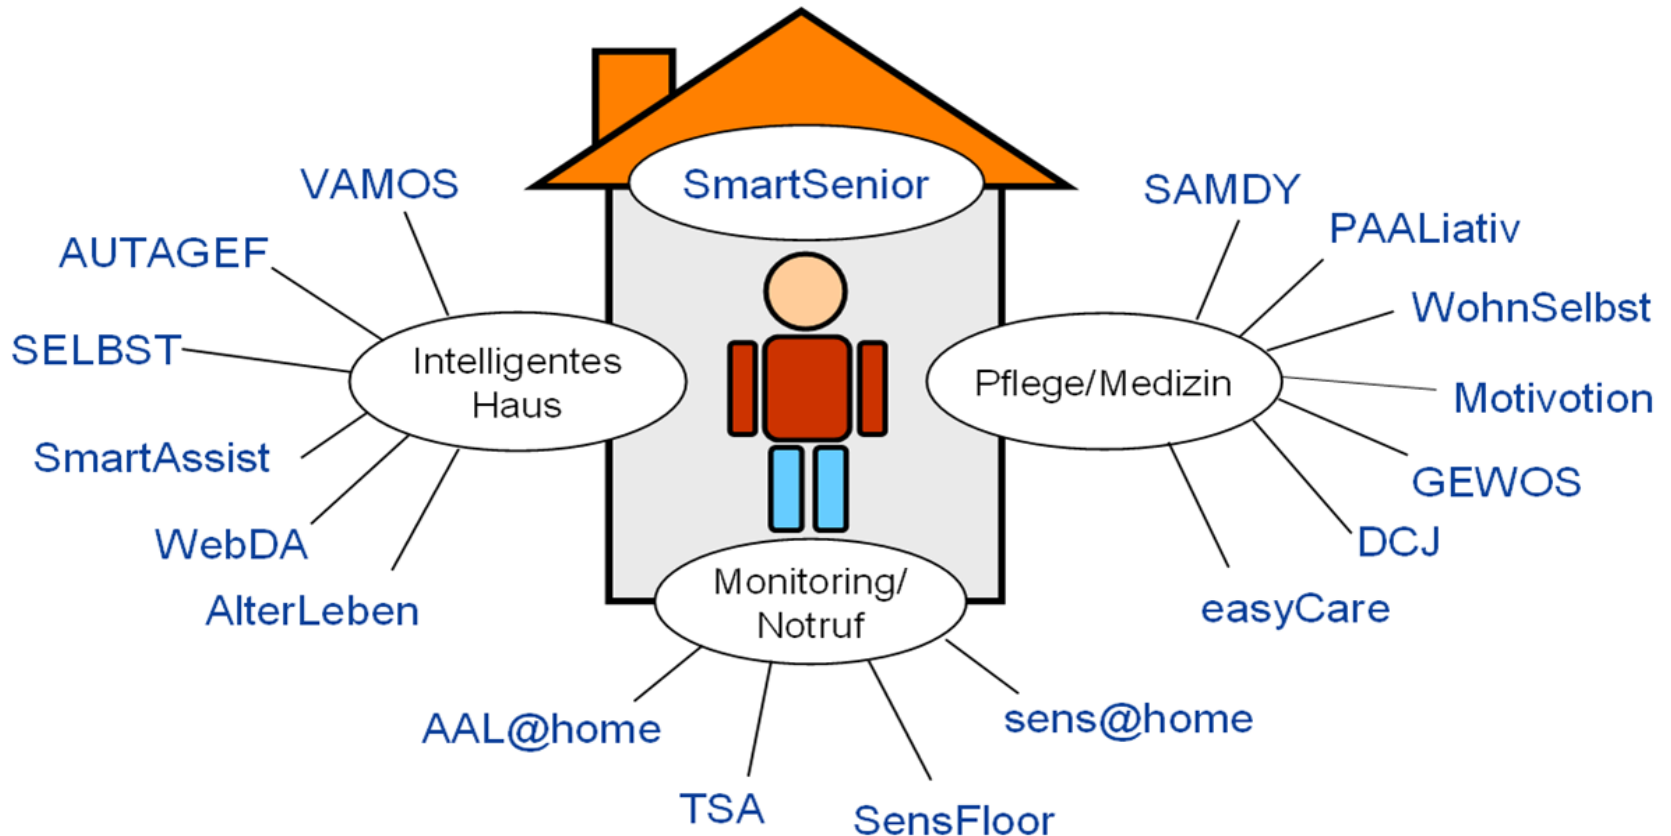 SmartSenior
VAMOS
AUTAGEF
SELBST
SmartAssist
WebDA
AlterLeben
Intelligentes
Haus
Pflege/Medizin
SAMDY
PAALiativ
WohnSelbst
Motivotion
GEWOS
DCJ
easyCare
Monitoring/
Notruf
AAL@home
TSA
SensFloor
sens@home